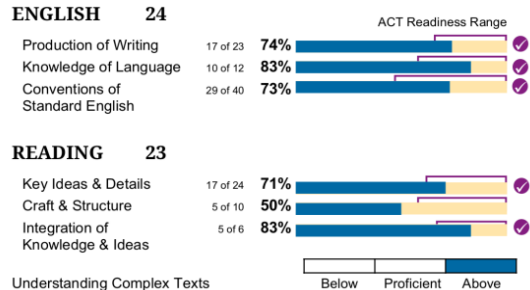 ENGLISH 24
ACT Readiness Range
Production of Writing 17 of 23 74%
Knowledge of Language 10 of 12 83%
Conventions of 29 of 40 73%
Standard English
READING 23
Key Ideas & Details 17 of 24 71%
Craft & Structure 5 of 10 50%
Integration of 5 of 6 83%
Knowledge & Ideas
Understanding Complex Texts Below Proficient Above